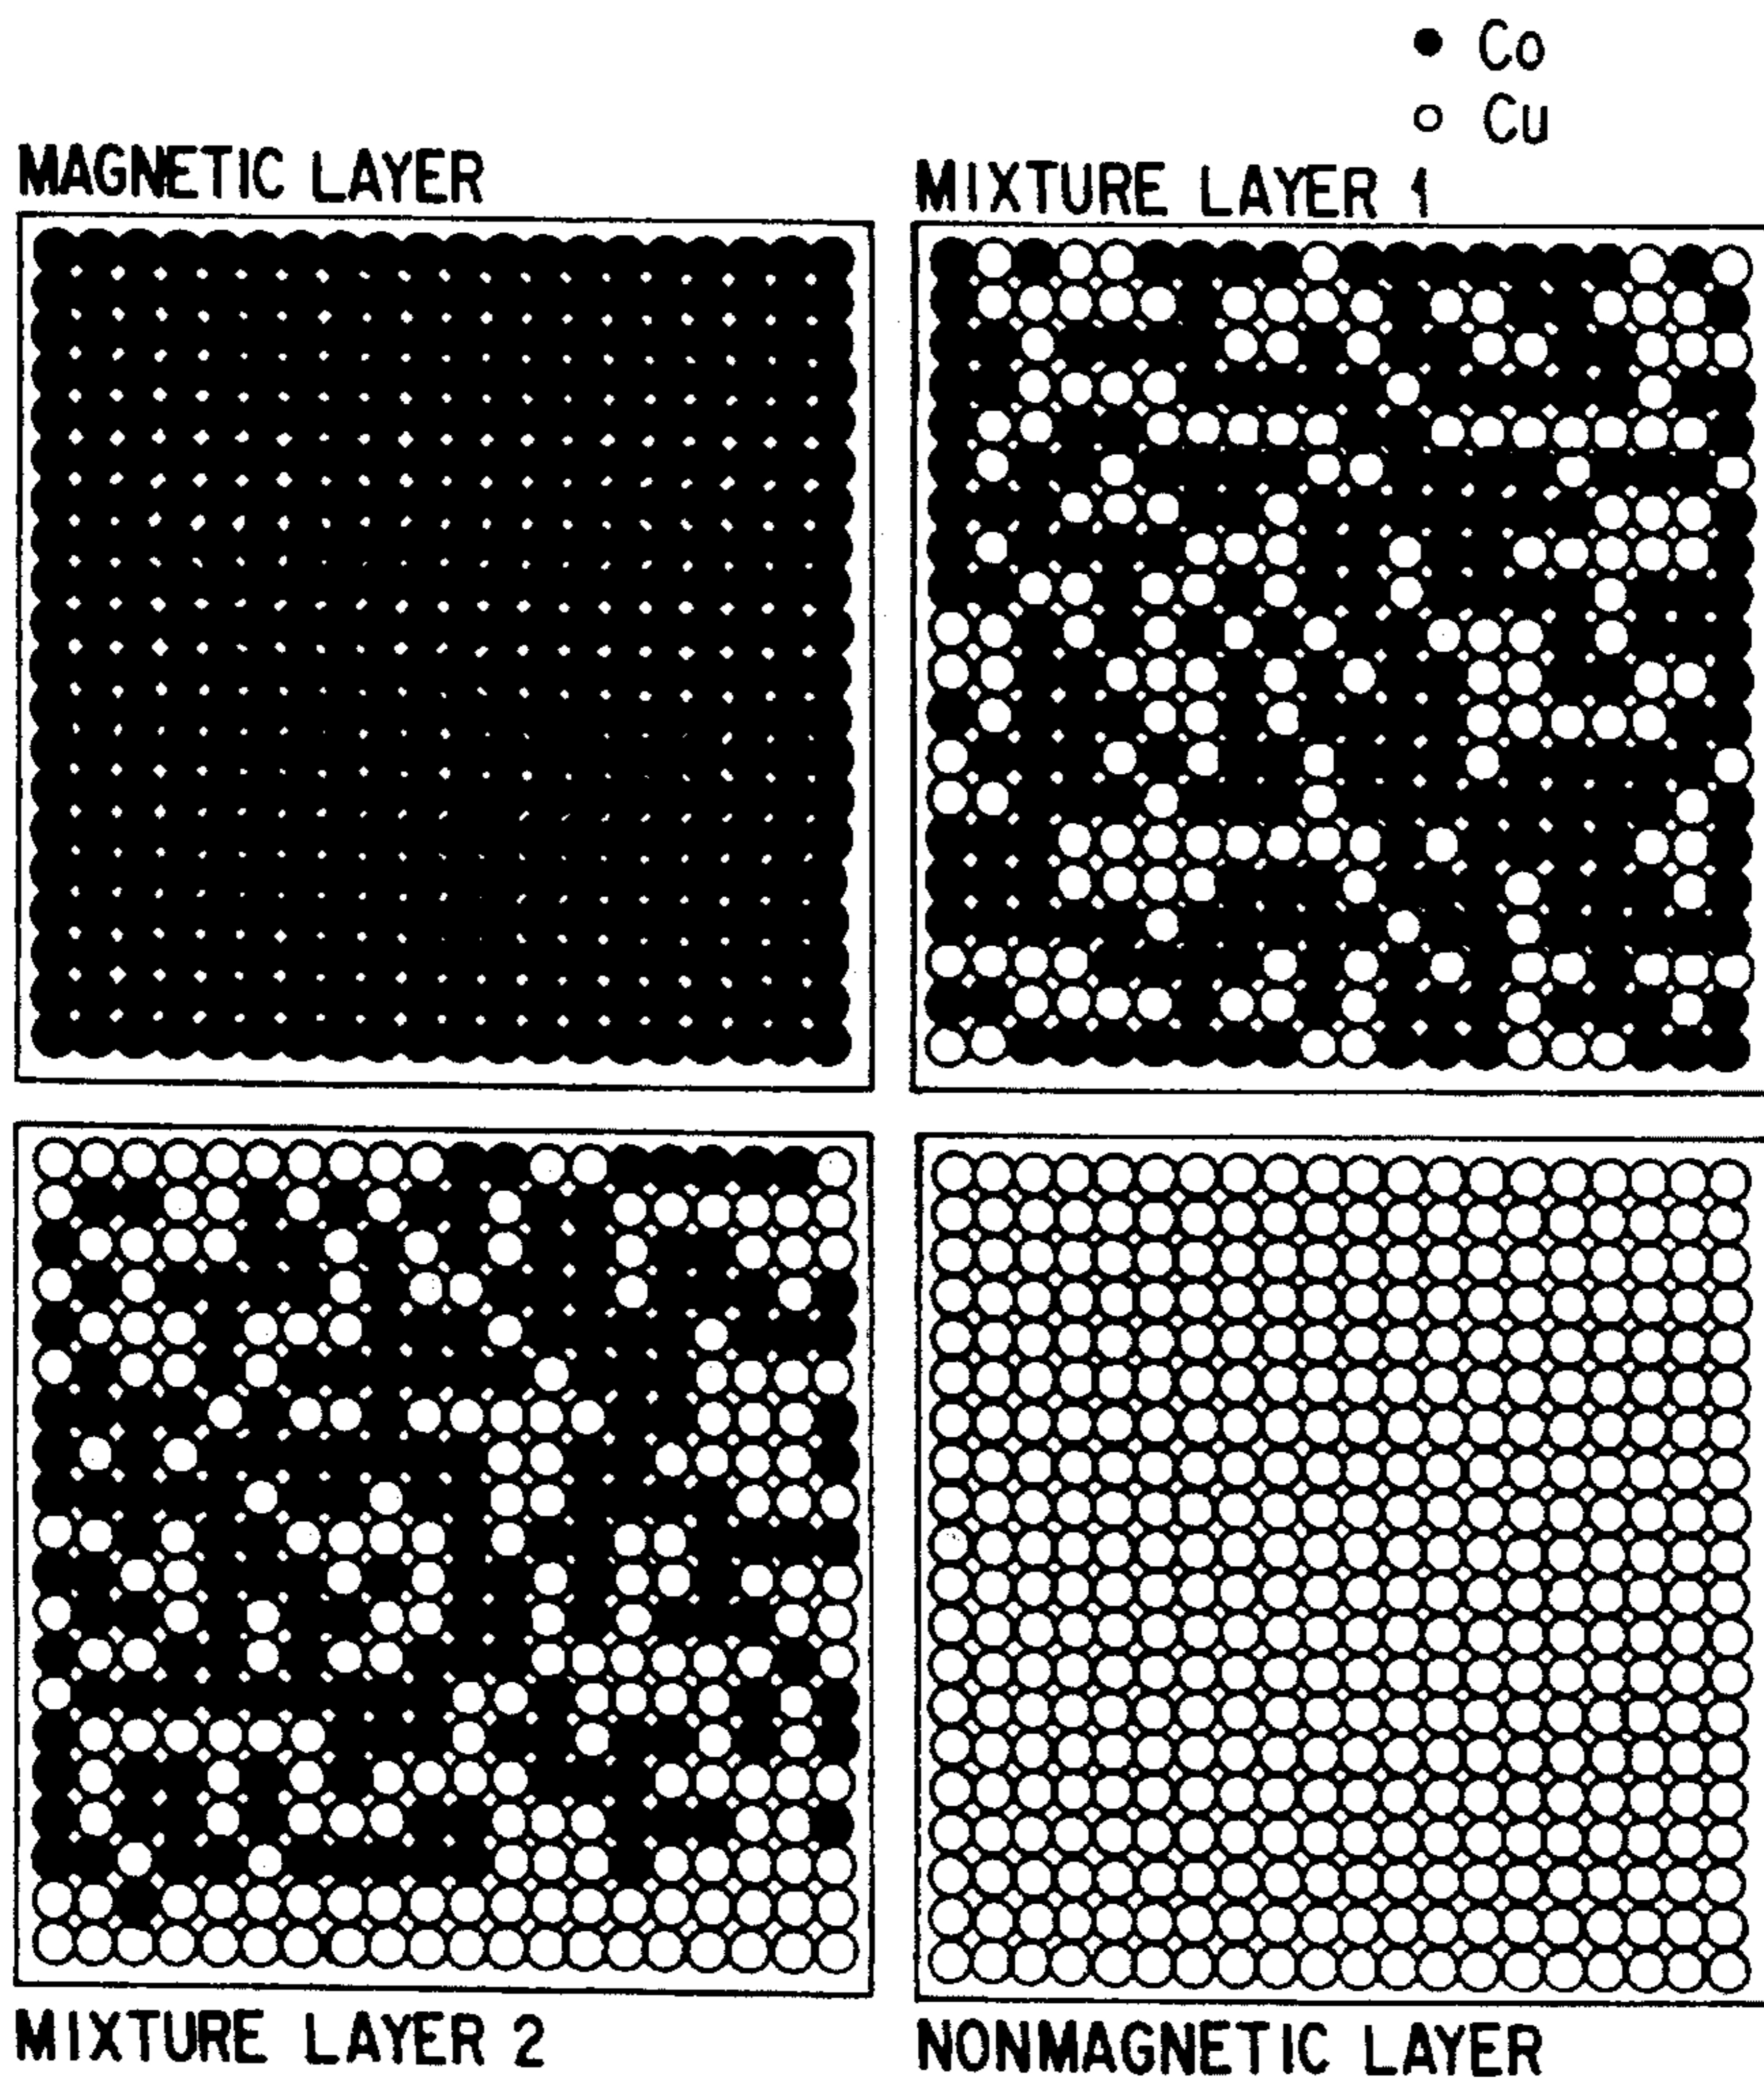 ● Co
○ Cu
MAGNETIC LAYER
MIXTURE LAYER 1
MIXTURE LAYER 2
NONMAGNETIC LAYER